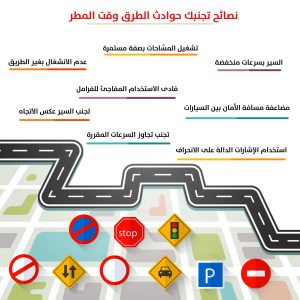 نصائح تجنبك حوادث الطرق وقت المطر
تشغيل المساحات بصفة مستمرة
السير بسرعات منخفضة
عدم الانشغال بغير الطريق
تفادى الاستخدام المفاجئ للفرامل
مضاعفة مسافة الأمان بين السيارات
تجنب السير عكس الاتجاه
تجنب تجاوز السرعات المقررة
استخدام الإشارات الدالة على الانحراف
stop
P